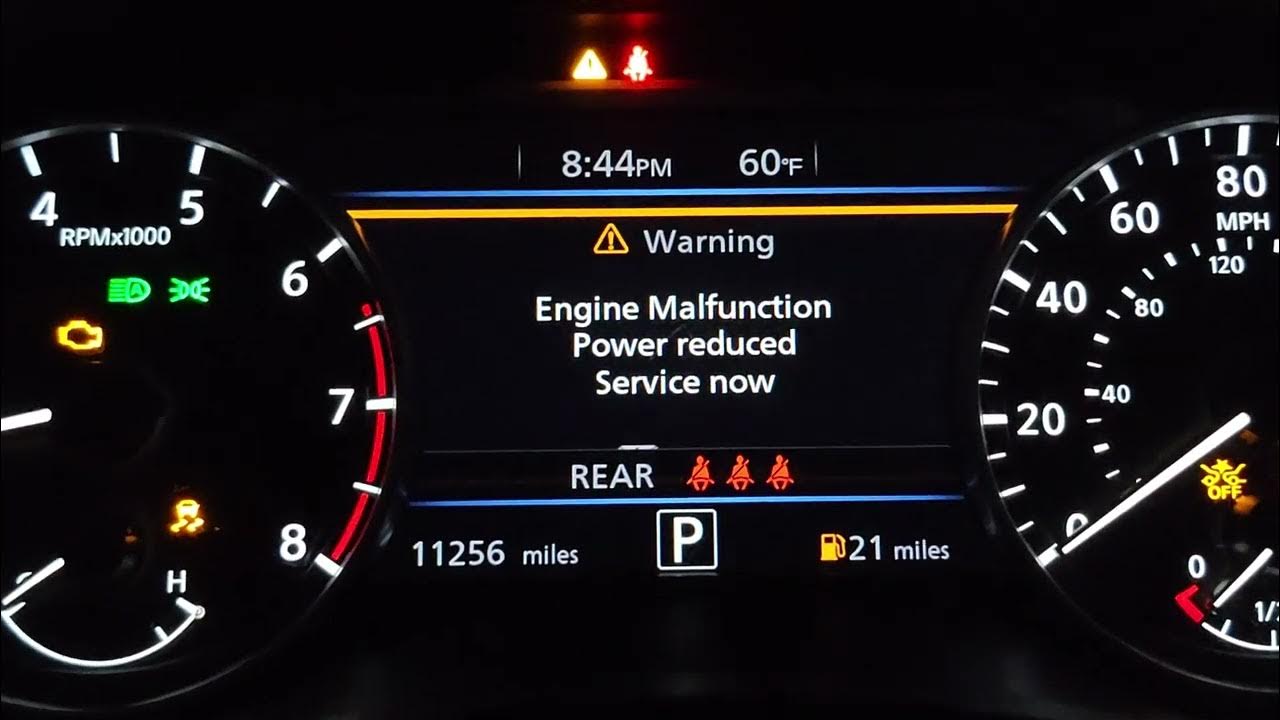 8:44PM 60°F
4 5 6 7 8
RPMx1000
Warning
Engine Malfunction
Power reduced
Service now
REAR
11256 miles
P
21 miles
H
A
0 20 40 60 80
MPH
40 80 120
OFF
0